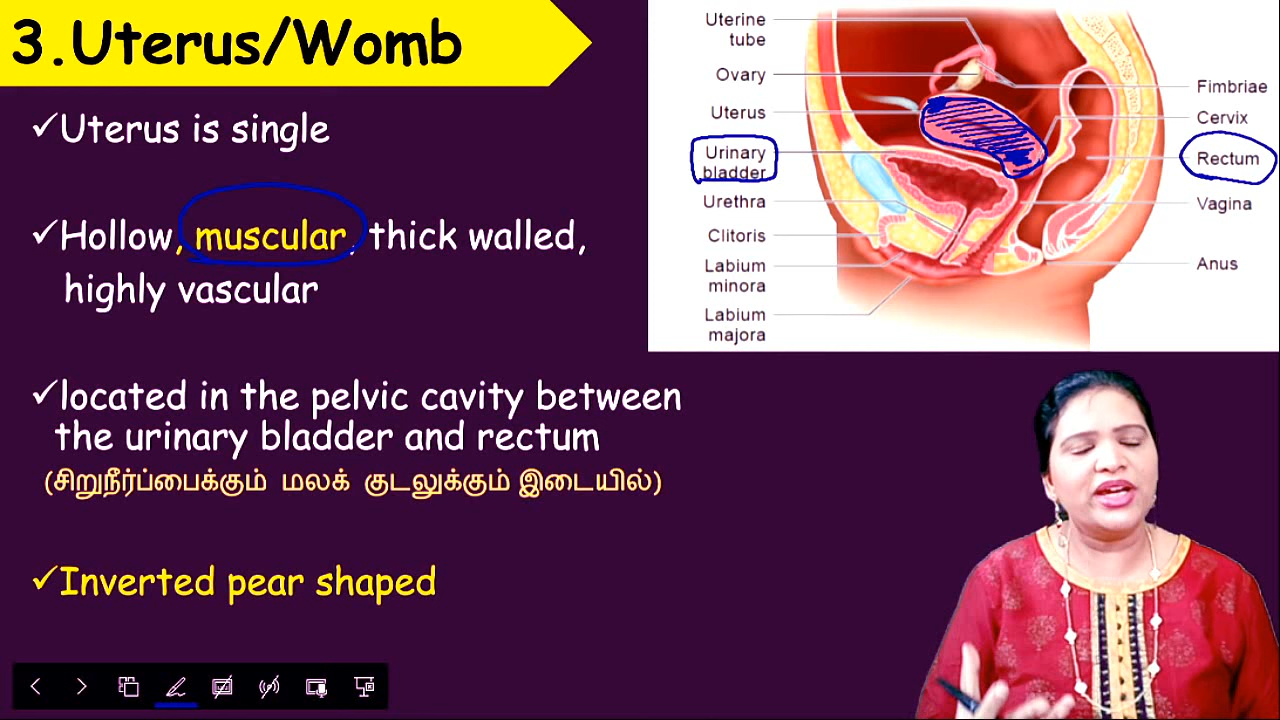 3.Uterus/Womb
✓Uterus is single
✓Hollow, muscular, thick walled,
highly vascular
✓located in the pelvic cavity between
the urinary bladder and rectum
(சிறுநீர்ப்பைக்கும் மலக் குடலுக்கும் இடையில்)
✓Inverted pear shaped
Uterine
tube
Ovary
Uterus
Urinary
bladder
Urethra
Clitoris
Labium
minora
Labium
majora
Fimbriae
Cervix
Rectum
Vagina
Anus